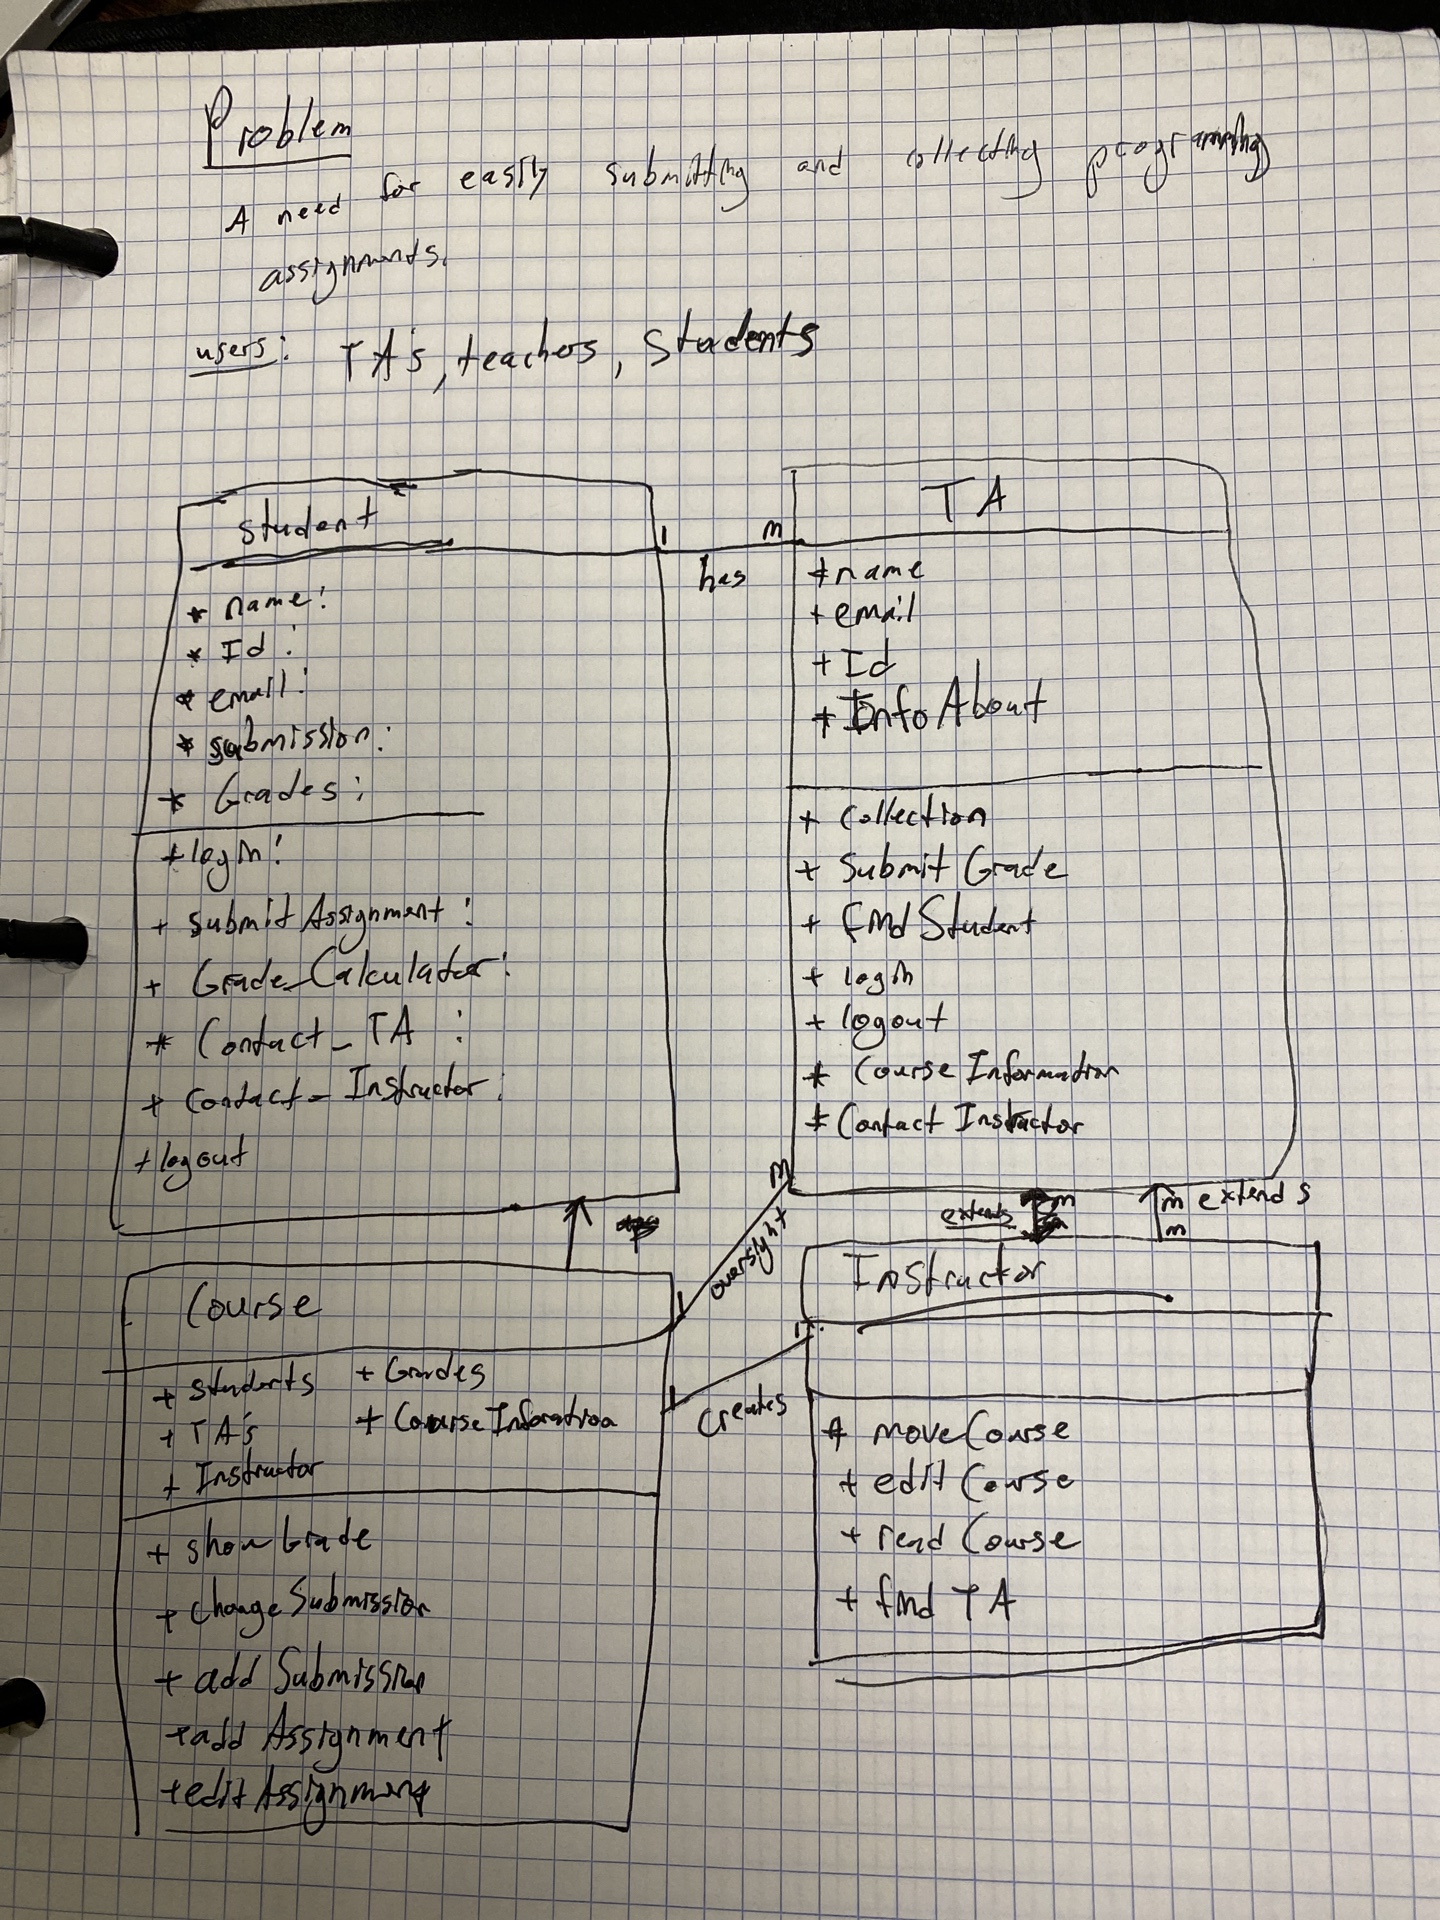 Problem
A need for easily submitting and collecting programming
assignments.
users: TA's, teachers, Students
Student
* name:
* Id :
* email:
* submission:
* Grades:
+ login:
+ submit Assignment :
+ Grade_Calculator:
* Contact_TA :
+ Contact_Instructor:
+ logout
1 m
has
TA
+ name
+ email
+ Id
+ Info About
+ Collection
+ Submit Grade
+ find Student
+ login
+ logout
* Course Information
* Contact Instructor
m
oversight
1
extends
m
m extends
m
Course
+ Students + Grades
+ TA's + Course Information
+ Instructor
+ show Grade
+ change Submission
+ add Submission
+ add Assignment
+ edit Assignment
creates
Instructor
+ move Course
+ edit Course
+ read Course
+ find TA